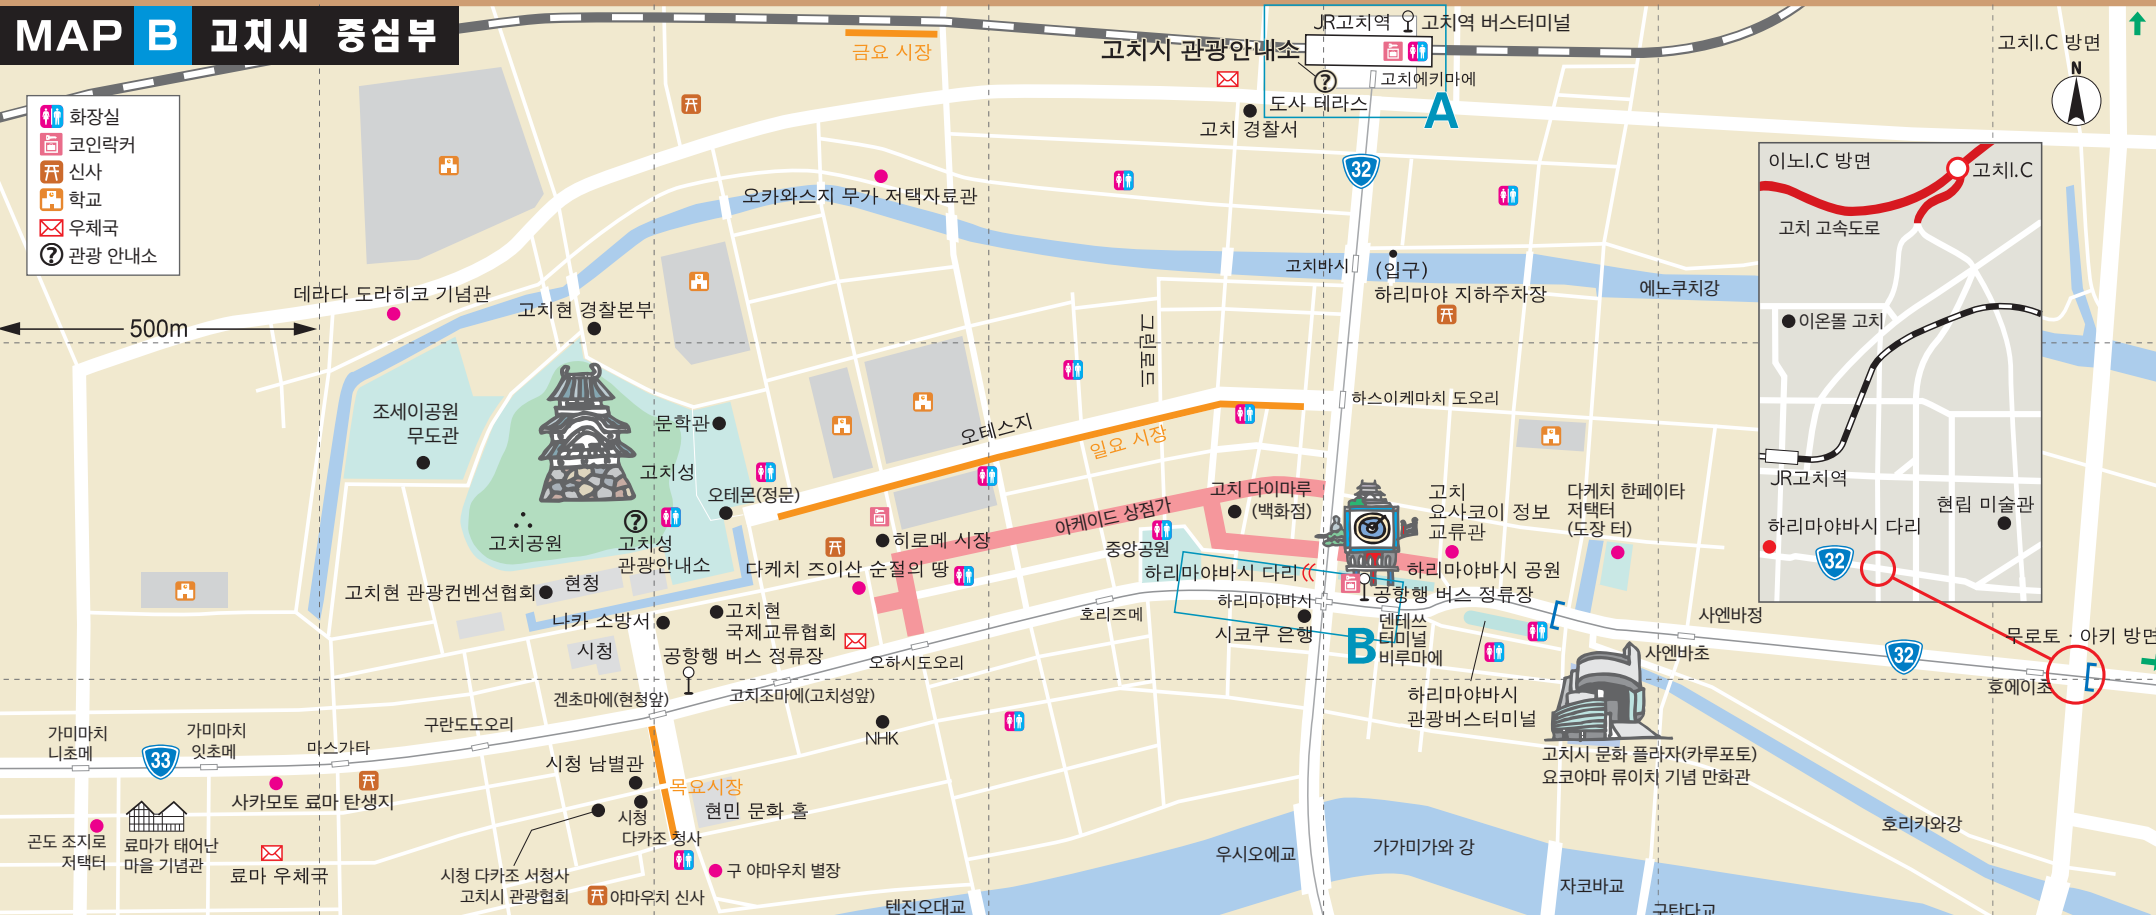 MAP B 고치시 중심부
화장실
코인락커
신사
학교
우체국
관광 안내소
500m
금요 시장
JR고치역
고치역 버스터미널
고치시 관광안내소
고치에키마에
도사 테라스
A
고치 경찰서
고치I.C 방면
N
32
오카와스지 무가 저택자료관
데라다 도라히코 기념관
고치현 경찰본부
고치바시
(입구)
하리마야 지하주차장
에노쿠치강
이노I.C 방면
고치I.C
고치 고속도로
이온몰 고치
JR고치역
현립 미술관
하리마야바시 다리
32
그린로드
하스이케마치 도오리
조세이공원
무도관
문학관
고치성
오테몬(정문)
오테스지
일요 시장
고치공원
고치성
관광안내소
히로메 시장
아케이드 상점가
고치 다이마루
(백화점)
중앙공원
고치
요사코이 정보
교류관
다케치 한페이타
저택터
(도장 터)
다케치 즈이산 순절의 땅
하리마야바시 다리
하리마야바시 공원
공항행 버스 정류장
하리마야바시
시코쿠 은행
B
덴테쓰
터미널
비루마에
호리즈메
고치현 관광컨벤션협회
현청
나카 소방서
고치현
국제교류협회
시청
공항행 버스 정류장
오하시도오리
겐초마에(현청앞)
고치조마에(고치성앞)
NHK
하리마야바시
관광버스터미널
사엔바정
사엔바초
32
무로토 · 아키 방면
호에이초
고치시 문화 플라자(카루포토)
요코야마 류이치 기념 만화관
가미마치
니초메
33
가미마치
잇초메
마스가타
구란도도오리
사카모토 료마 탄생지
곤도 조지로
저택터
료마가 태어난
마을 기념관
료마 우체국
시청 남별관
목요시장
현민 문화 홀
시청
다카조 청사
시청 다카조 서청사
고치시 관광협회
구 야마우치 별장
야마우치 신사
텐진오대교
우시오에교
가가미가와 강
자코바교
구탄다교
호리카와강